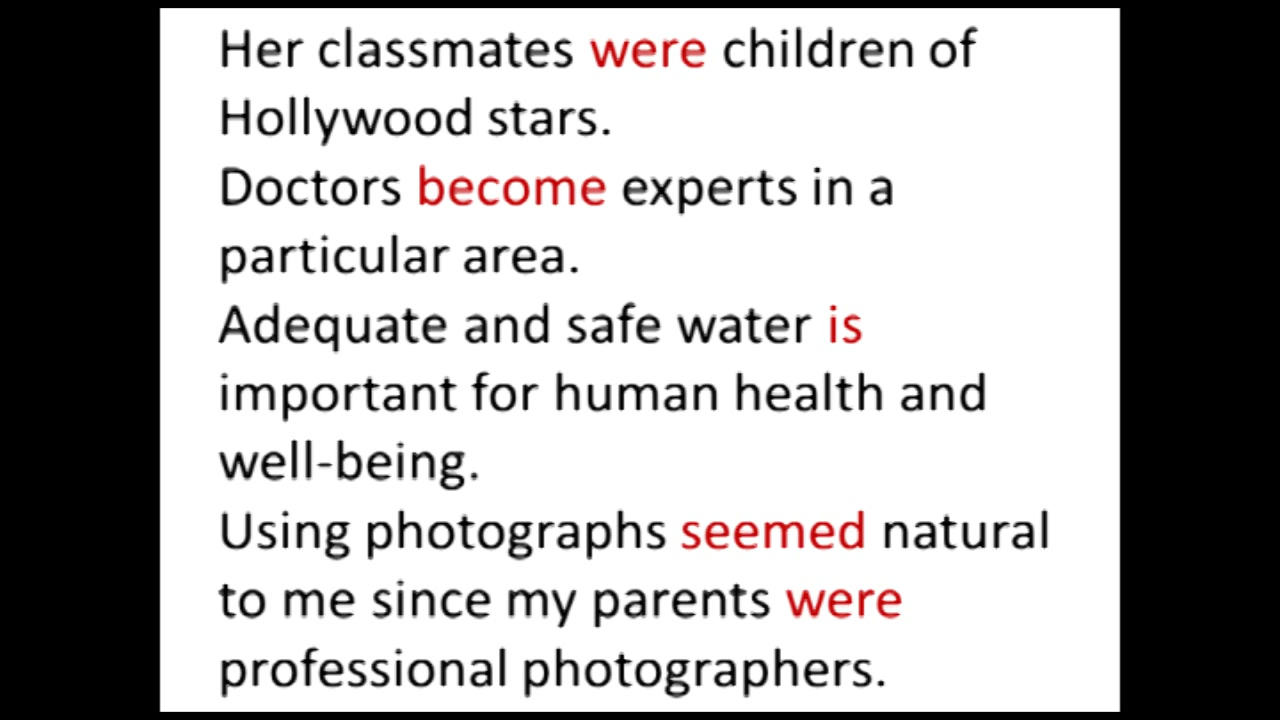 Her classmates were children of
Hollywood stars.
Doctors become experts in a
particular area.
Adequate and safe water is
important for human health and
well-being.
Using photographs seemed natural
to me since my parents were
professional photographers.